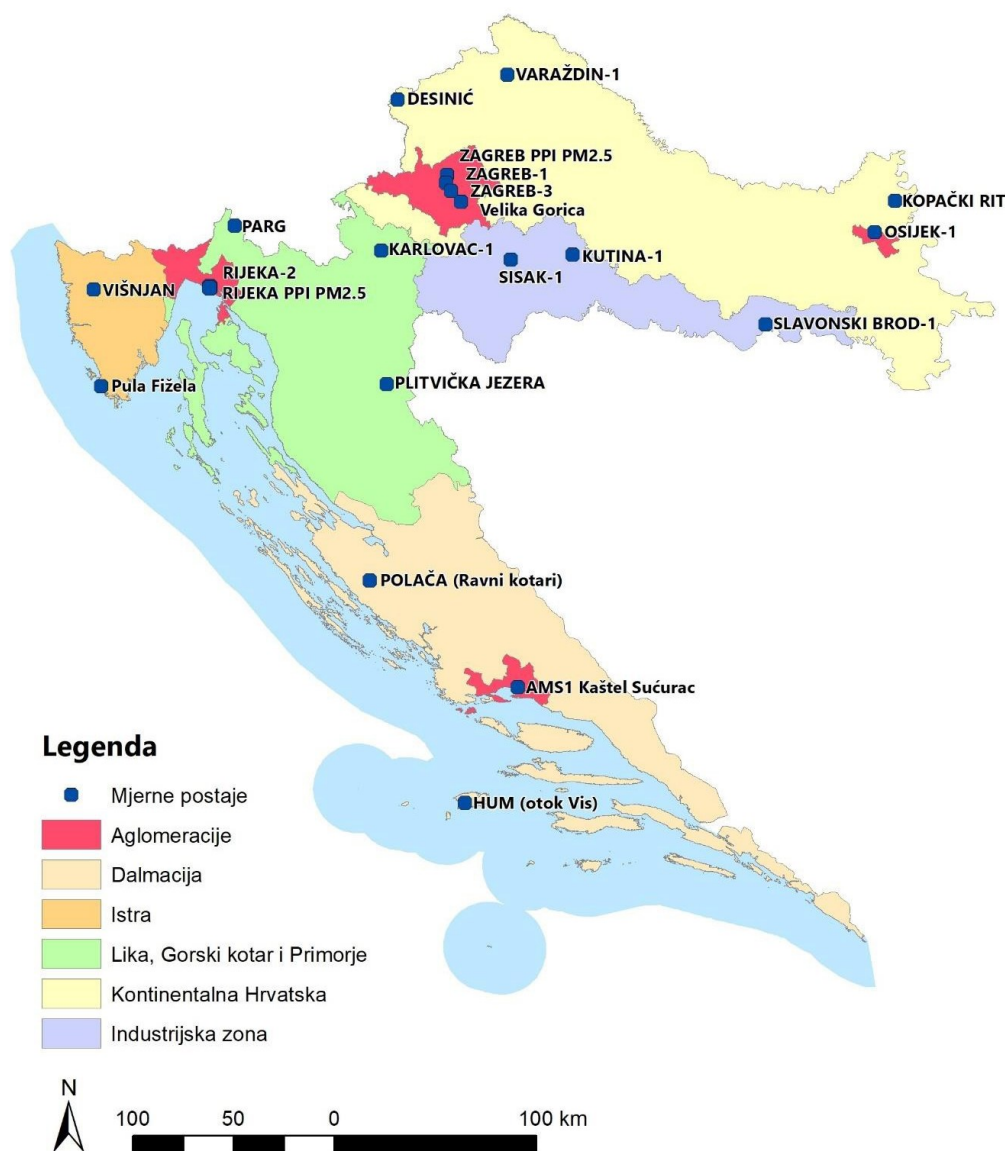 VARAŽDIN-1
DESINIĆ
ZAGREB PPI PM2.5
ZAGREB-1
ZAGREB-3
Velika Gorica
KOPAČKI RIT
OSIJEK-1
PARG
KARLOVAC-1
KUTINA-1
SISAK-1
RIJEKA-2
RIJEKA PPI PM2.5
VIŠNJAN
SLAVONSKI BROD-1
Pula Fižela
PLITVIČKA JEZERA
POLAČA (Ravni kotari)
AMS1 Kaštel Sućurac
HUM (otok Vis)
Legenda
Mjerne postaje
Aglomeracije
Dalmacija
Istra
Lika, Gorski kotar i Primorje
Kontinentalna Hrvatska
Industrijska zona
N
100 50 0 100 km